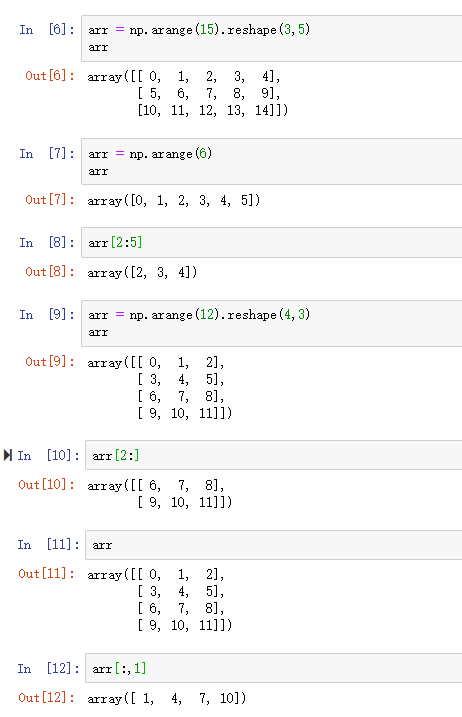 In [6]: arr = np.arange(15).reshape(3,5)
arr
Out[6]: array([[ 0, 1, 2, 3, 4],
[ 5, 6, 7, 8, 9],
[10, 11, 12, 13, 14]])
In [7]: arr = np.arange(6)
arr
Out[7]: array([0, 1, 2, 3, 4, 5])
In [8]: arr[2:5]
Out[8]: array([2, 3, 4])
In [9]: arr = np.arange(12).reshape(4,3)
arr
Out[9]: array([[ 0, 1, 2],
[ 3, 4, 5],
[ 6, 7, 8],
[ 9, 10, 11]])
In [10]: arr[2:]
Out[10]: array([[ 6, 7, 8],
[ 9, 10, 11]])
In [11]: arr
Out[11]: array([[ 0, 1, 2],
[ 3, 4, 5],
[ 6, 7, 8],
[ 9, 10, 11]])
In [12]: arr[:,1]
Out[12]: array([ 1, 4, 7, 10])